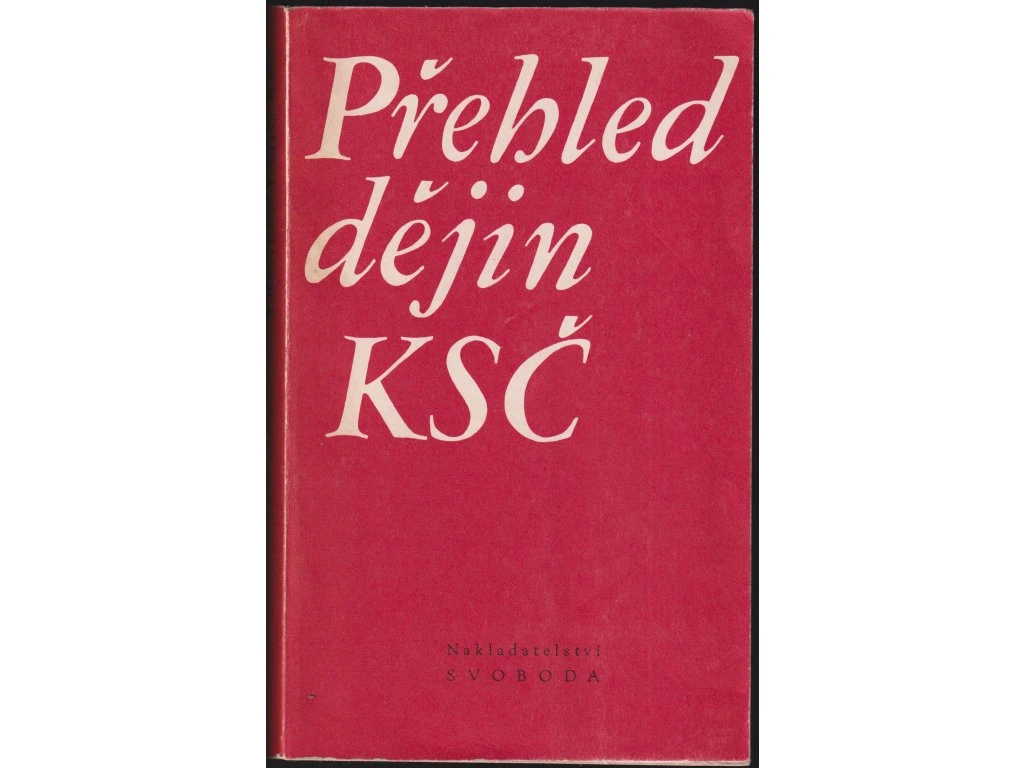 Přehled
dějin
KSČ
Nakladatelství
SVOBODA